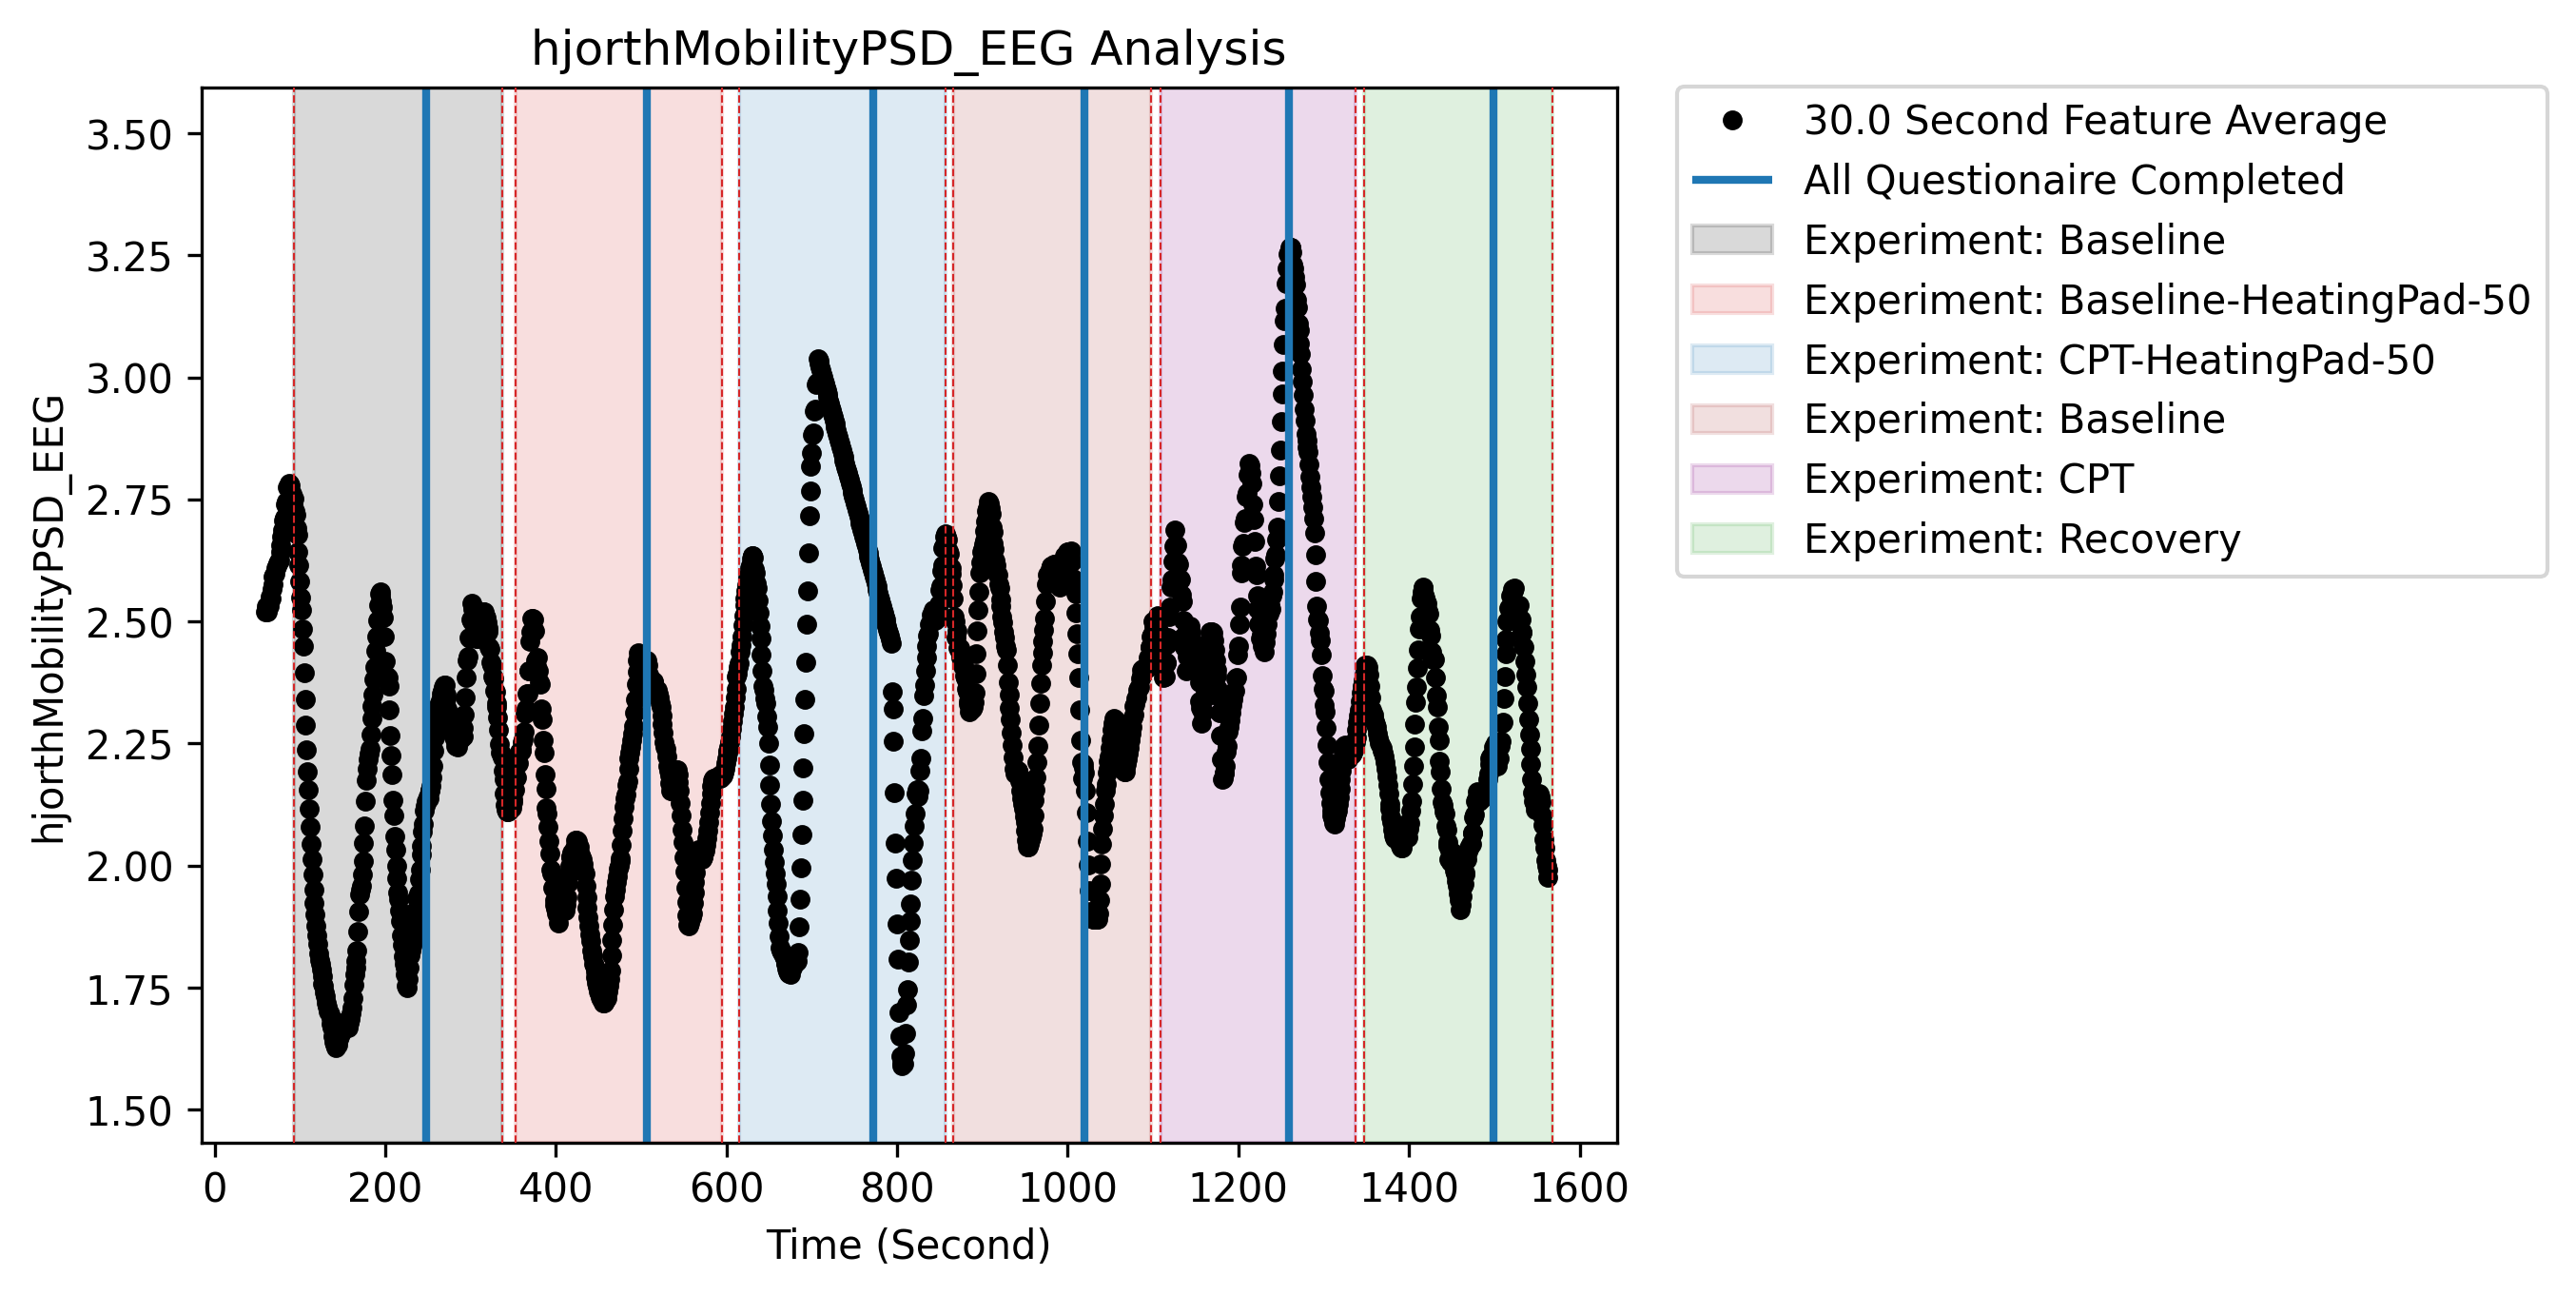 hjorthMobilityPSD_EEG Analysis
hjorthMobilityPSD_EEG
3.50
3.25
3.00
2.75
2.50
2.25
2.00
1.75
1.50
0 200 400 600 800 1000 1200 1400 1600
Time (Second)
30.0 Second Feature Average
All Questionaire Completed
Experiment: Baseline
Experiment: Baseline-HeatingPad-50
Experiment: CPT-HeatingPad-50
Experiment: Baseline
Experiment: CPT
Experiment: Recovery